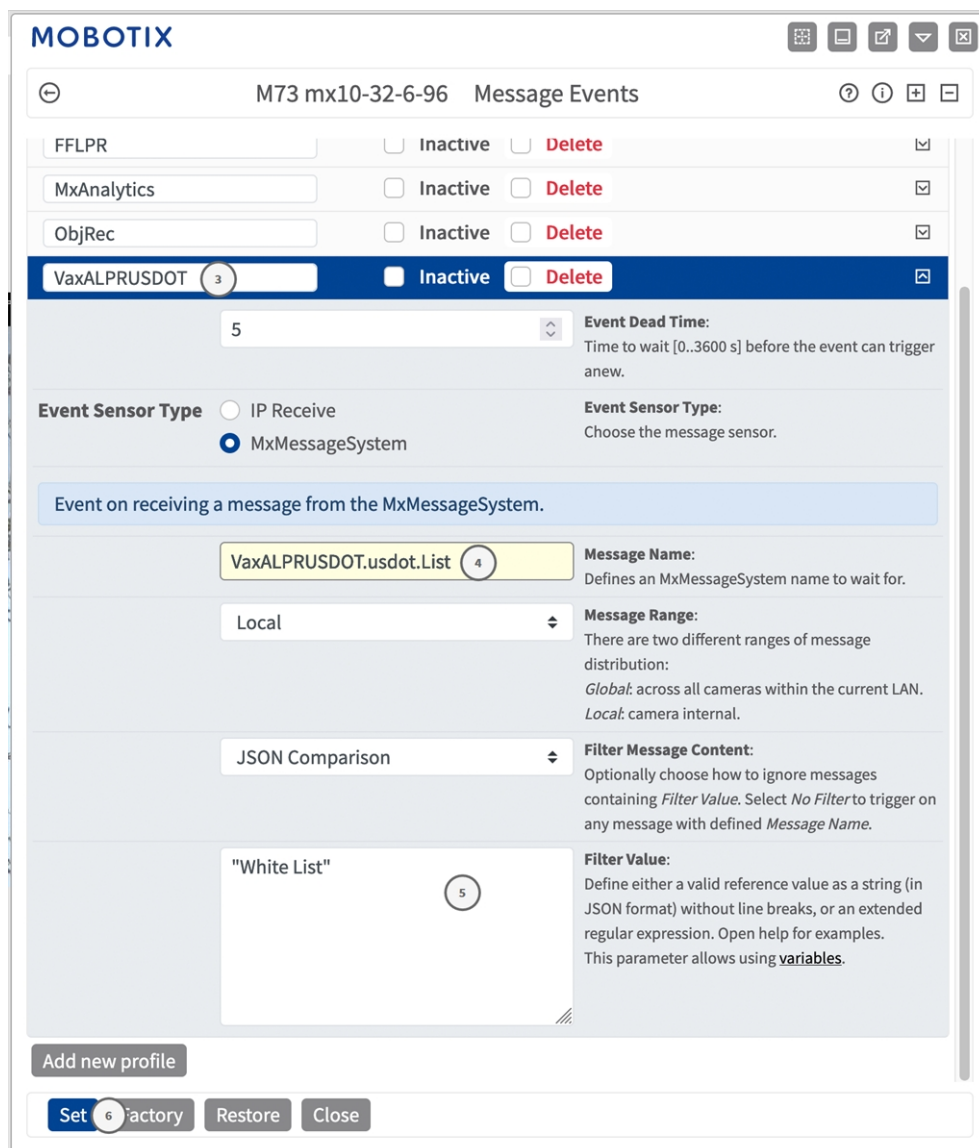 MOBOTIX
M73 mx10-32-6-96 Message Events
FFLPR Inactive Delete
MxAnalytics Inactive Delete
ObjRec Inactive Delete
VaxALPRUSDOT 3 Inactive Delete
5
Event Dead Time:
Time to wait [0..3600 s] before the event can trigger
anew.
Event Sensor Type
IP Receive
MxMessageSystem
Event Sensor Type:
Choose the message sensor.
Event on receiving a message from the MxMessageSystem.
VaxALPRUSDOT.usdot.List 4
Message Name:
Defines an MxMessageSystem name to wait for.
Local
Message Range:
There are two different ranges of message
distribution:
Global: across all cameras within the current LAN.
Local: camera internal.
JSON Comparison
Filter Message Content:
Optionally choose how to ignore messages
containing Filter Value. Select No Filter to trigger on
any message with defined Message Name.
"White List"
5
Filter Value:
Define either a valid reference value as a string (in
JSON format) without line breaks, or an extended
regular expression. Open help for examples.
This parameter allows using variables.
Add new profile
Set 6 actory Restore Close